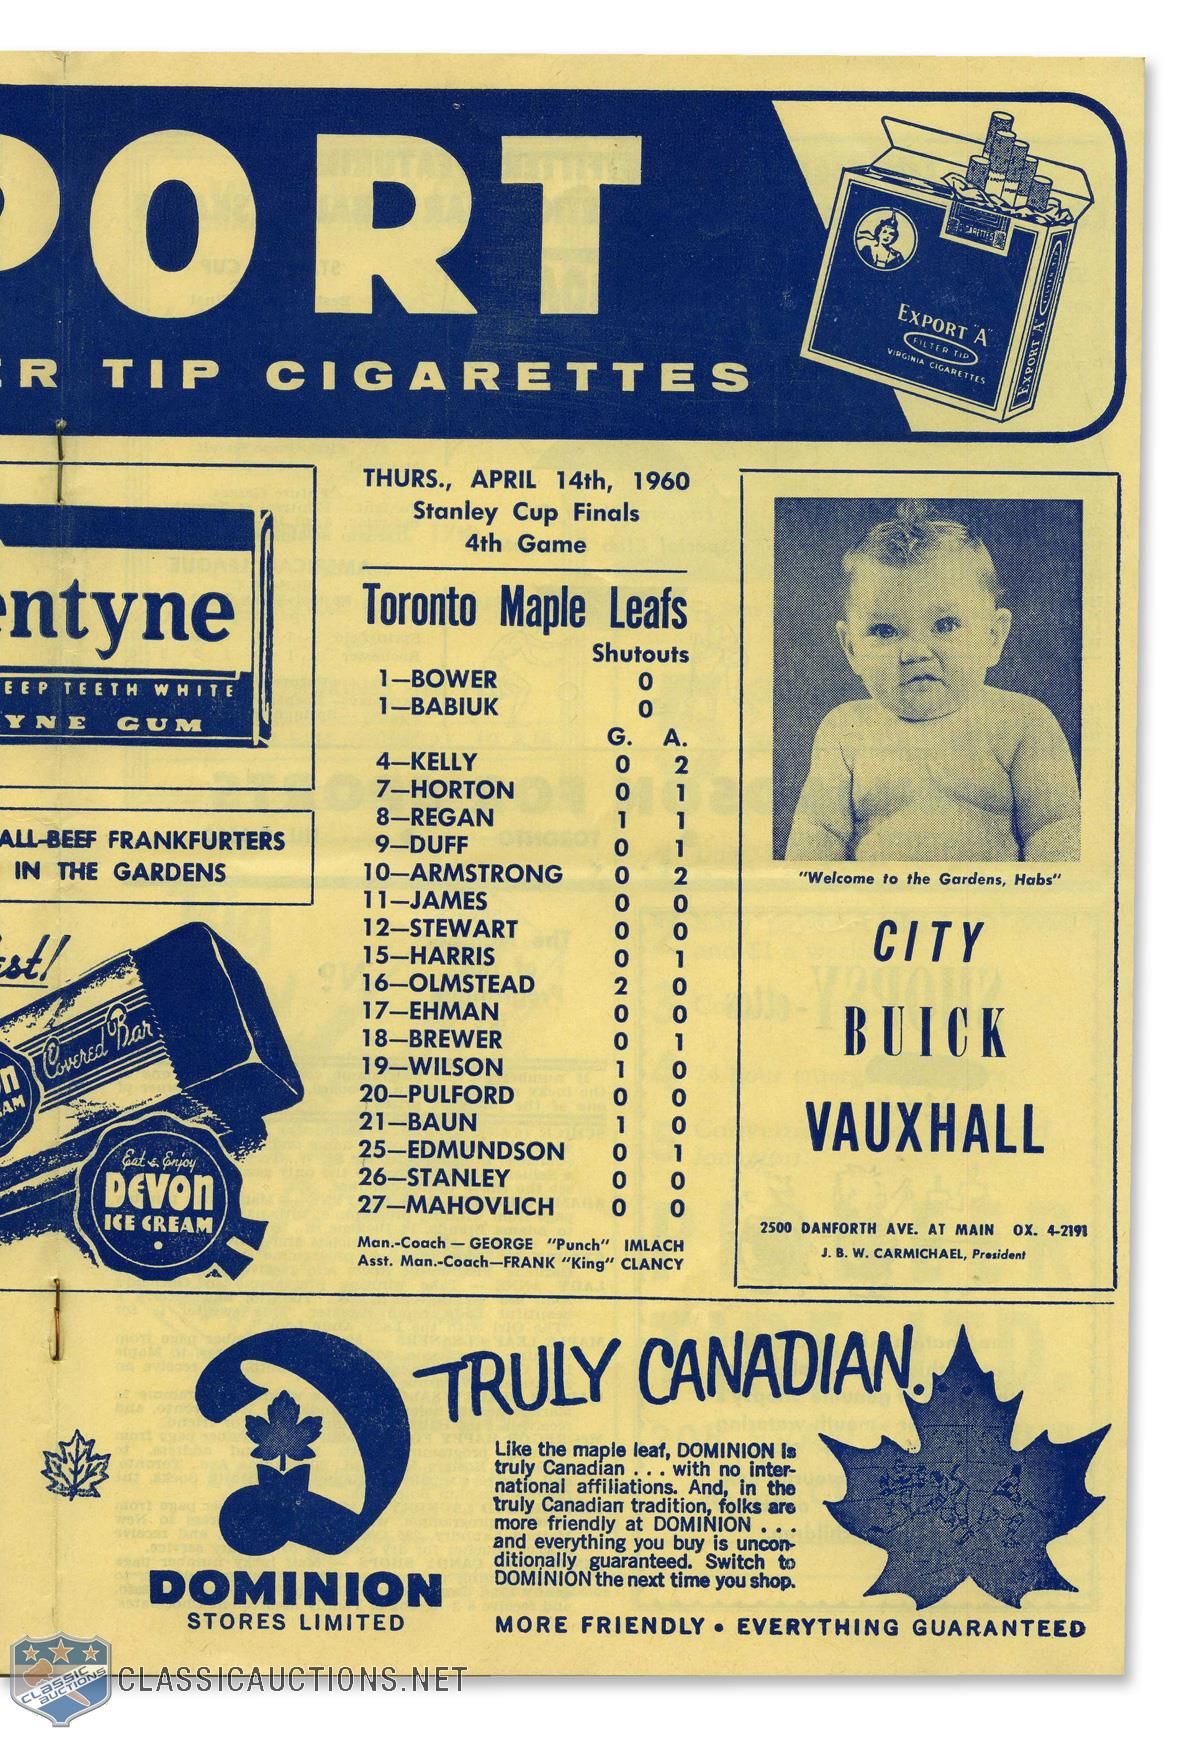 PORT
ER TIP CIGARETTES
CIGARETTES
EXPORT "A"
FILTER TIP
VIRGINIA CIGARETTES
EXPORT "A" FILTER TIP
entyne
EEP TEETH WHITE
YNE GUM
ALL-BEEF FRANKFURTERS
IN THE GARDENS
st!
Covered Bar
Eat & Enjoy
DEVON
ICE CREAM
THURS., APRIL 14th, 1960
Stanley Cup Finals
4th Game
Toronto Maple Leafs
Shutouts
1—BOWER 0
1—BABIUK 0
G. A.
4—KELLY 0 2
7—HORTON 0 1
8—REGAN 1 1
9—DUFF 0 1
10—ARMSTRONG 0 2
11—JAMES 0 0
12—STEWART 0 0
15—HARRIS 0 1
16—OLMSTEAD 2 0
17—EHMAN 0 0
18—BREWER 0 1
19—WILSON 1 0
20—PULFORD 0 0
21—BAUN 1 0
25—EDMUNDSON 0 1
26—STANLEY 0 0
27—MAHOVLICH 0 0
Man.-Coach — GEORGE "Punch" IMLACH
Asst. Man.-Coach—FRANK "King" CLANCY
"Welcome to the Gardens, Habs"
CITY
BUICK
VAUXHALL
2500 DANFORTH AVE. AT MAIN OX. 4-2191
J. B. W. CARMICHAEL, President
TRULY CANADIAN.
Like the maple leaf, DOMINION is
truly Canadian . . . with no inter-
national affiliations. And, in the
truly Canadian tradition, folks are
more friendly at DOMINION . . .
and everything you buy is uncon-
ditionally guaranteed. Switch to
DOMINION the next time you shop.
DOMINION
STORES LIMITED
MORE FRIENDLY • EVERYTHING GUARANTEED
CLASSIC
AUCTIONS
CLASSICAUCTIONS.NET